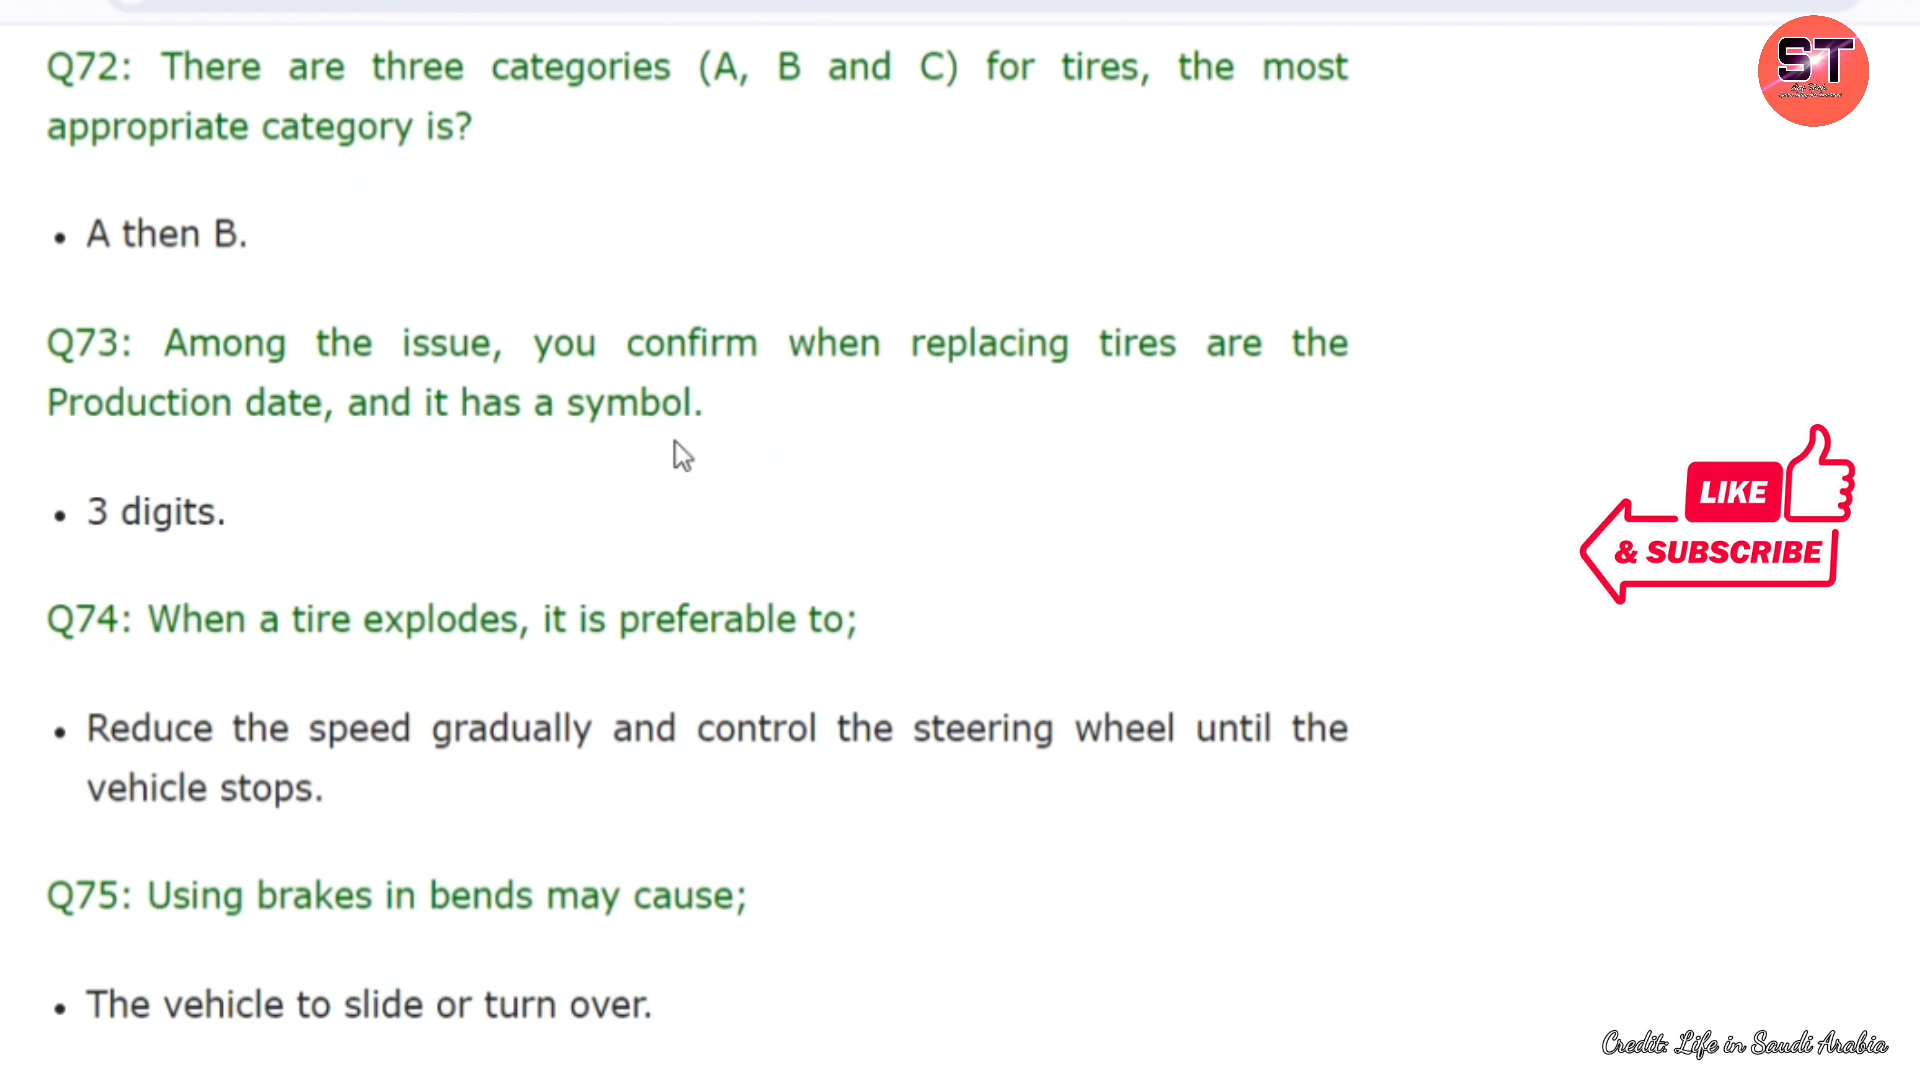 Q72: There are three categories (A, B and C) for tires, the most
appropriate category is?
• A then B.
Q73: Among the issue, you confirm when replacing tires are the
Production date, and it has a symbol.
• 3 digits.
Q74: When a tire explodes, it is preferable to;
• Reduce the speed gradually and control the steering wheel until the
vehicle stops.
Q75: Using brakes in bends may cause;
• The vehicle to slide or turn over.
ST
LIKE
& SUBSCRIBE
Credit: Life in Saudi Arabia